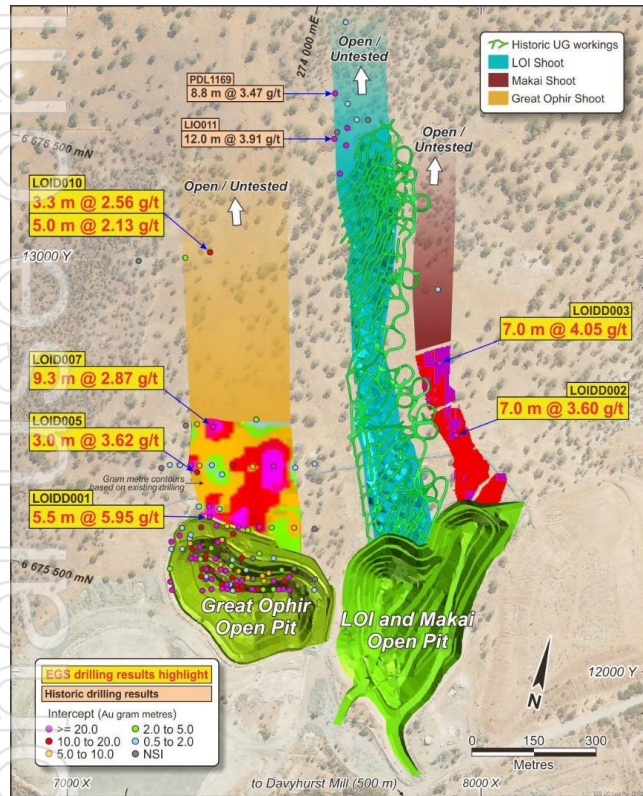 For personal use only
274 000 mE
Open /
Untested
Historic UG workings
LOI Shoot
Makai Shoot
Great Ophir Shoot
PDL1169
8.8 m @ 3.47 g/t
LIO011
12.0 m @ 3.91 g/t
6 676 500 mN
Open /
Untested
LOID010
3.3 m @ 2.56 g/t
5.0 m @ 2.13 g/t
Open / Untested
13000 Y
13000 Y
LOIDD003
7.0 m @ 4.05 g/t
LOID007
9.3 m @ 2.87 g/t
LOIDD002
7.0 m @ 3.60 g/t
LOID005
3.0 m @ 3.62 g/t
Gram metre contours
based on existing drilling
LOIDD001
5.5 m @ 5.95 g/t
6 675 500 mN
Great Ophir
Open Pit
LOI and Makai
Open Pit
EGS drilling results highlight
Historic drilling results
Intercept (Au gram metres)
>= 20.0
2.0 to 5.0
10.0 to 20.0
0.5 to 2.0
5.0 to 10.0
NSI
12000 Y
N
0
150
300
Metres
7000 X
to Davyhurst Mill (500 m)
8000 X